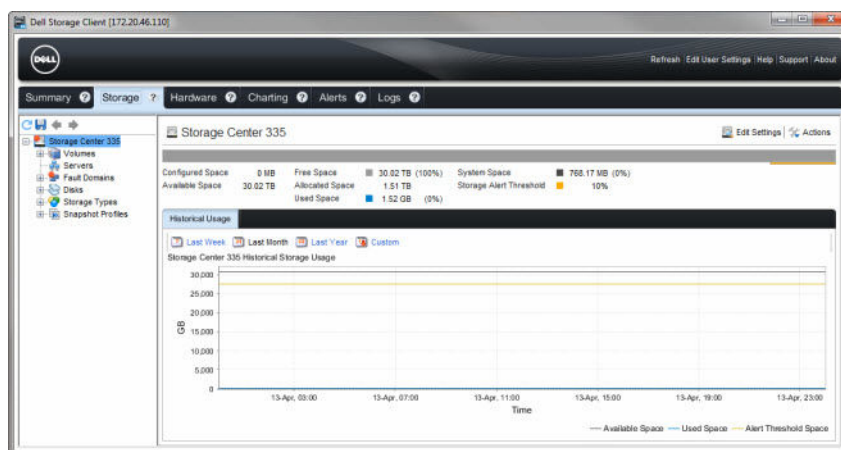 Dell Storage Client [172.20.46.110]
DELL
Refresh | Edit User Settings | Help | Support | About
Summary ? Storage ? Hardware ? Charting ? Alerts ? Logs ?
Storage Center 335
Volumes
Servers
Fault Domains
Disks
Storage Types
Snapshot Profiles
Storage Center 335
Edit Settings | Actions
Configured Space 0 MB Free Space 30.02 TB (100%) System Space 768.17 MB (0%)
Available Space 30.02 TB Allocated Space 1.51 TB Storage Alert Threshold 10%
Used Space 1.52 GB (0%)
Historical Usage
Last Week Last Month Last Year Custom
Storage Center 335 Historical Storage Usage
30,000
25,000
20,000
15,000
10,000
5,000
0
GB
13-Apr, 03:00 13-Apr, 07:00 13-Apr, 11:00 13-Apr, 15:00 13-Apr, 19:00 13-Apr, 23:00
Time
Available Space Used Space Alert Threshold Space